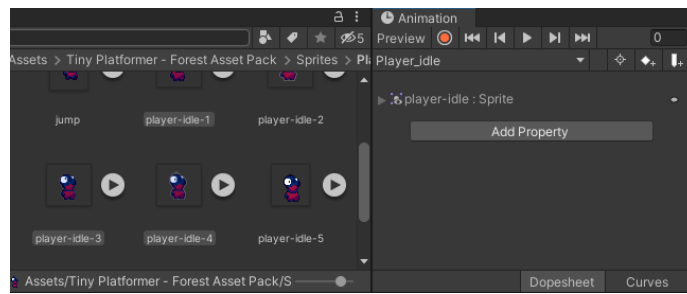 Animation
5
Preview
0
Assets > Tiny Platformer - Forest Asset Pack > Sprites > Pl
Player_idle
jump
player-idle-1
player-idle-2
player-idle : Sprite
Add Property
player-idle-3
player-idle-4
player-idle-5
Assets/Tiny Platformer - Forest Asset Pack/S
Dopesheet
Curves